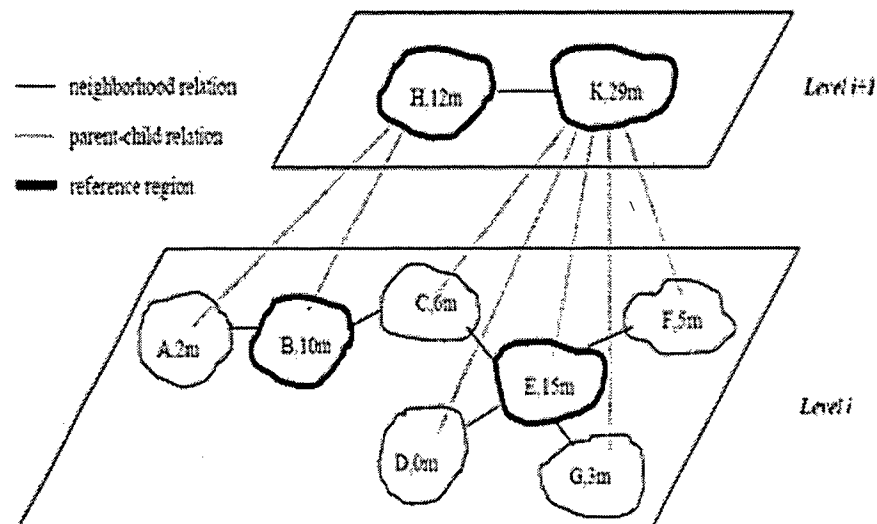 neighborhood relation
parent-child relation
reference region
H,12m
K,29m
Level i+1
A,2m
B,10m
C,6m
F,5m
E,15m
D,0m
G,3m
Level i